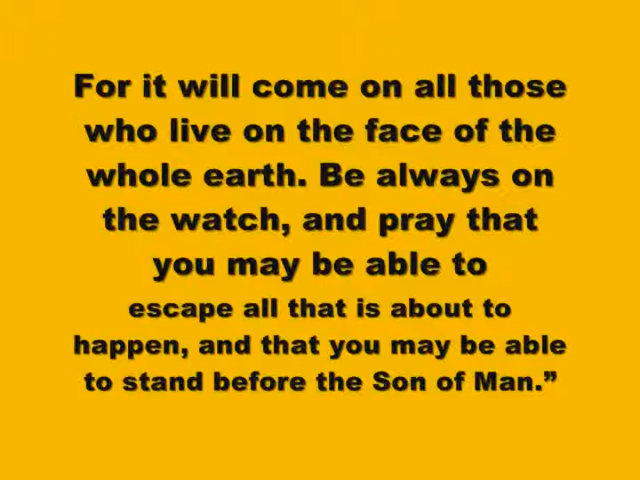 For it will come on all those
who live on the face of the
whole earth. Be always on
the watch, and pray that
you may be able to
escape all that is about to
happen, and that you may be able
to stand before the Son of Man.”